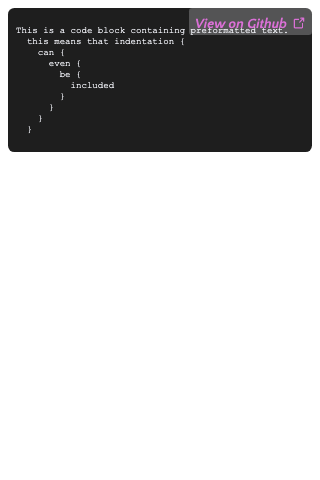 View on Github
This is a code block containing preformatted text.
  this means that indentation {
    can {
      even {
        be {
          included
        }
      }
    }
  }